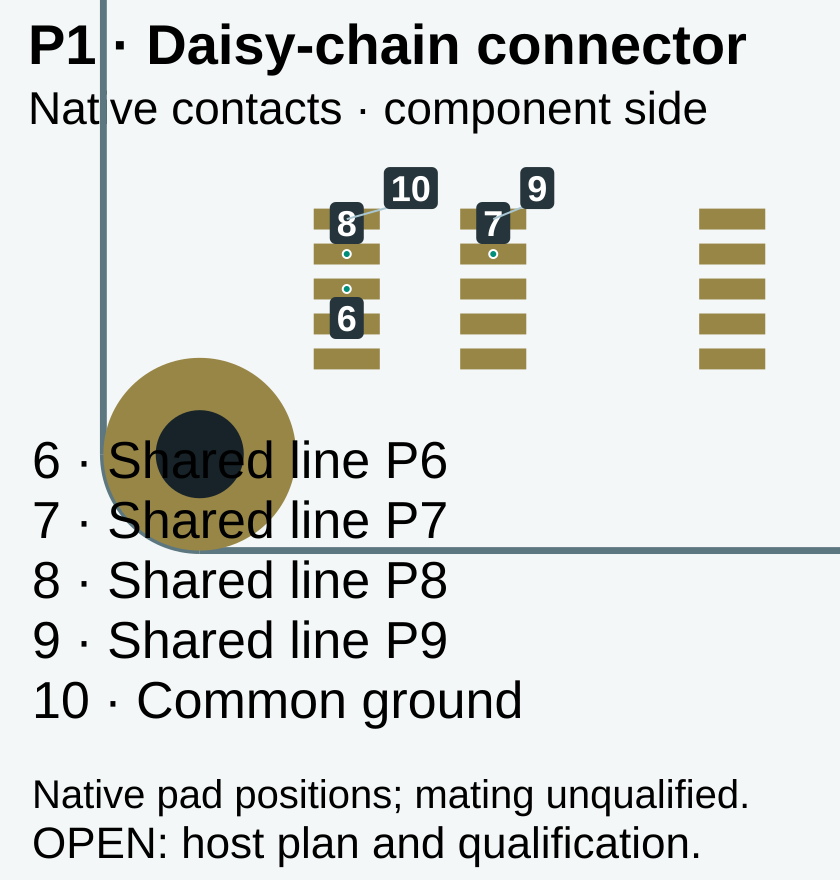 P1 · Daisy-chain connector
Native contacts · component side
10 9
8 7
6
6 · Shared line P6
7 · Shared line P7
8 · Shared line P8
9 · Shared line P9
10 · Common ground
Native pad positions; mating unqualified.
OPEN: host plan and qualification.